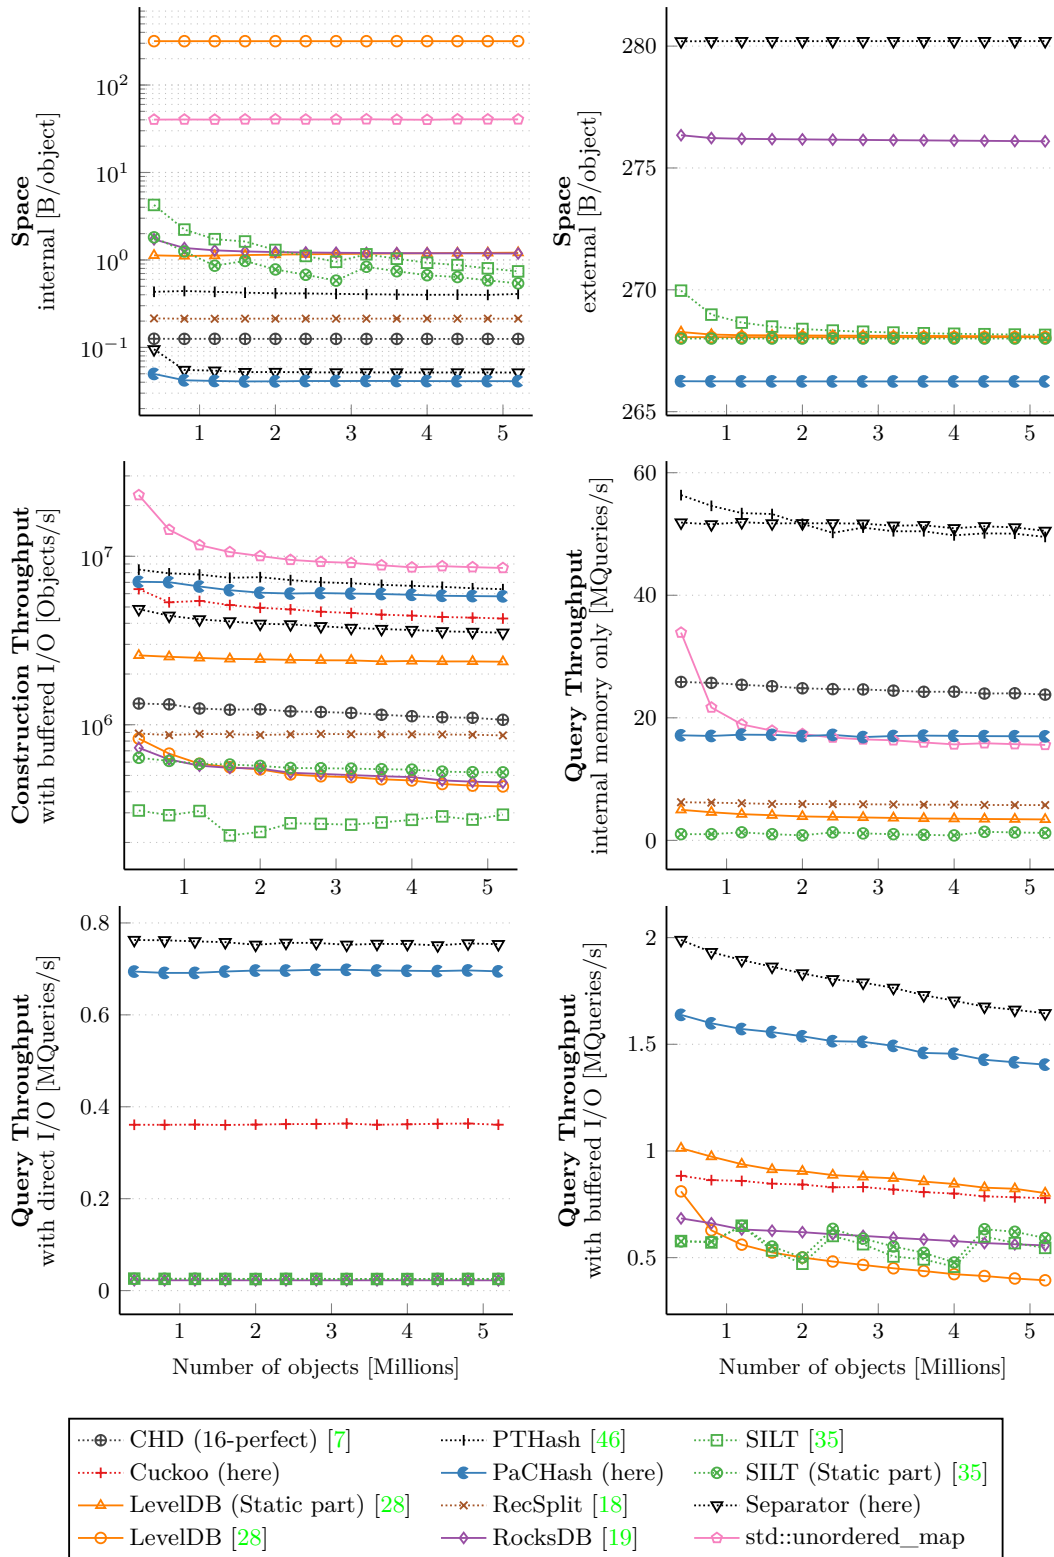 Space
internal [B/object]
10^2
10^1
10^0
10^−1
1 2 3 4 5
Space
external [B/object]
280
275
270
265
1 2 3 4 5
Construction Throughput
with buffered I/O [Objects/s]
10^7
10^6
1 2 3 4 5
Query Throughput
internal memory only [MQueries/s]
60
40
20
0
1 2 3 4 5
Query Throughput
with direct I/O [MQueries/s]
0.8
0.6
0.4
0.2
0
1 2 3 4 5
Number of objects [Millions]
Query Throughput
with buffered I/O [MQueries/s]
2
1.5
1
0.5
1 2 3 4 5
Number of objects [Millions]
CHD (16-perfect) [7]
PTHash [46]
SILT [35]
Cuckoo (here)
PaCHash (here)
SILT (Static part) [35]
LevelDB (Static part) [28]
RecSplit [18]
Separator (here)
LevelDB [28]
RocksDB [19]
std::unordered_map